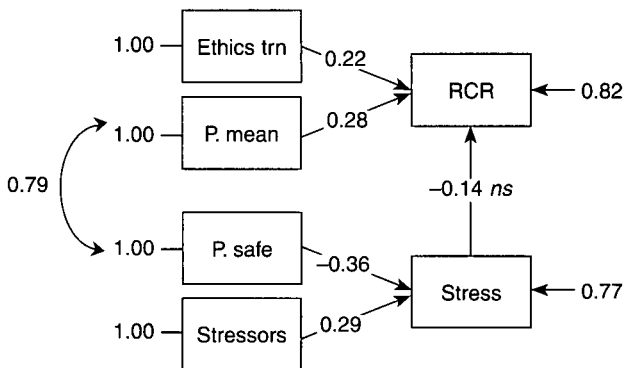 1.00
Ethics trn
0.22
RCR
0.82
1.00
P. mean
0.28
0.79
–0.14 ns
1.00
P. safe
–0.36
Stress
0.77
1.00
Stressors
0.29